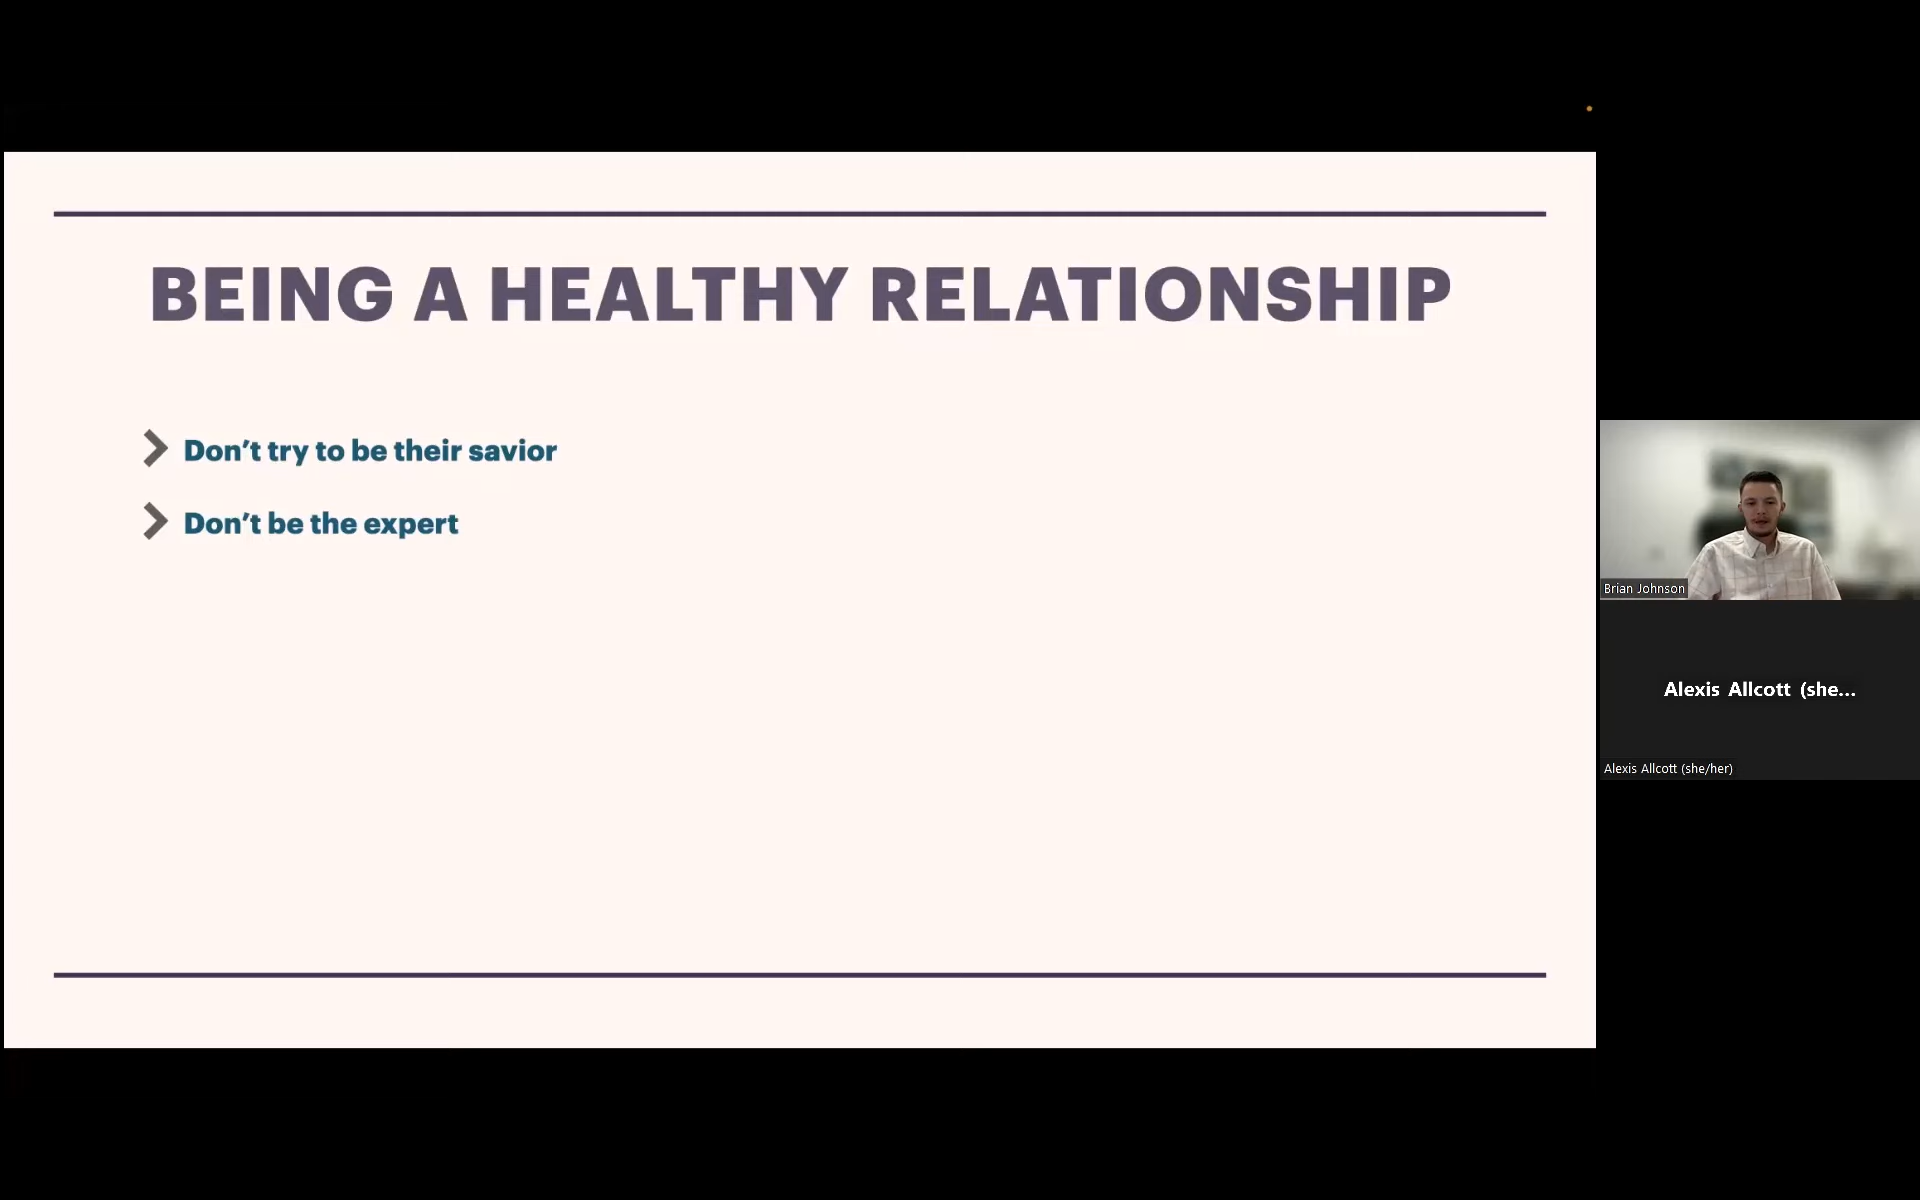 BEING A HEALTHY RELATIONSHIP
Don’t try to be their savior
Don’t be the expert
Brian Johnson
Alexis Allcott (she...
Alexis Allcott (she/her)